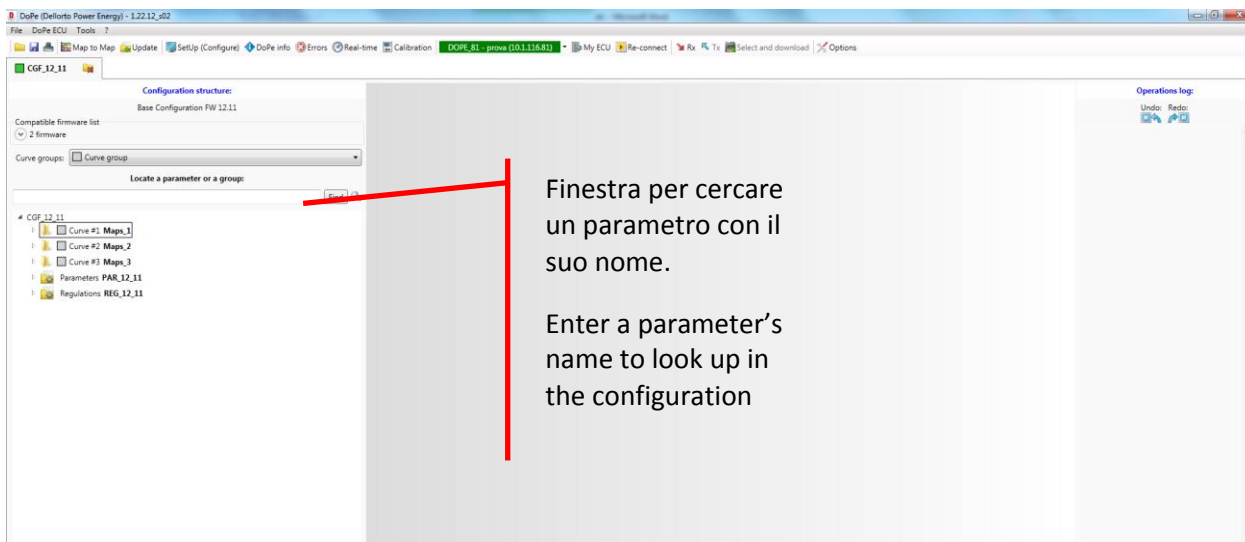 DoPe (Dellorto Power Energy) - 1.22.12_s02
File DoPe ECU Tools ?
Map to Map Update SetUp (Configure) DoPe info Errors Real-time Calibration DOPE_81 - prova (10.1.116.81) My ECU Re-connect Rx Tx Select and download Options
CGF_12_11
Configuration structure:
Base Configuration FW 12.11
Compatible firmware list
2 firmware
Curve groups: Curve group
Locate a parameter or a group:
Find
CGF_12_11
Curve #1 Maps_1
Curve #2 Maps_2
Curve #3 Maps_3
Parameters PAR_12_11
Regulations REG_12_11
Finestra per cercare
un parametro con il
suo nome.
Enter a parameter’s
name to look up in
the configuration
Operations log:
Undo: Redo: